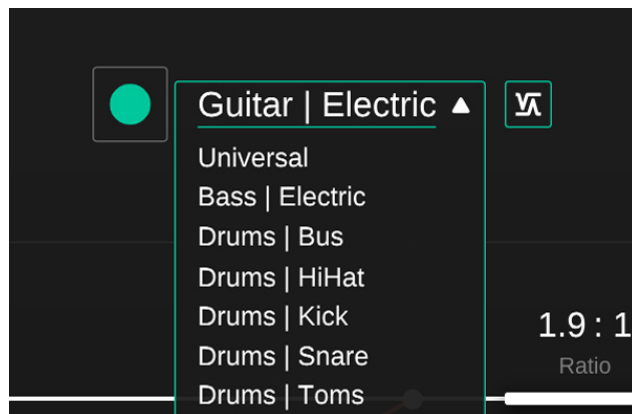 Guitar | Electric
Universal
Bass | Electric
Drums | Bus
Drums | HiHat
Drums | Kick
Drums | Snare
Drums | Toms
1.9 : 1
Ratio